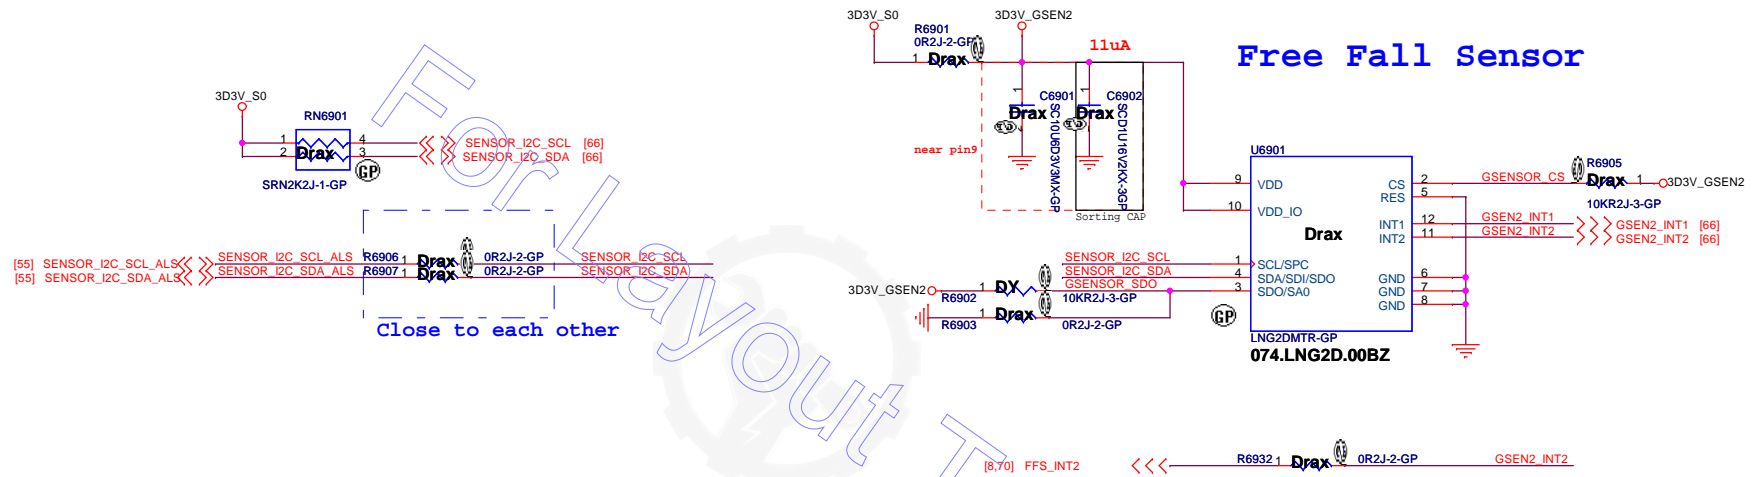 Free Fall Sensor
3D3V_S0
R6901
0R2J-2-GP
1
Drax
3D3V_GSEN2
11uA
1
C6901
Drax
SC10U6D3V3MX-GP
1
C6902
Drax
SCD1U16V2KX-3GP
near pin9
Sorting CAP
3D3V_S0
RN6901
1
2
4
3
Drax
SRN2K2J-1-GP
GP
SENSOR_I2C_SCL [66]
SENSOR_I2C_SDA [66]
[55] SENSOR_I2C_SCL_ALS
[55] SENSOR_I2C_SDA_ALS
SENSOR_I2C_SCL_ALS
SENSOR_I2C_SDA_ALS
R6906 1 Drax 0R2J-2-GP
R6907 1 Drax 0R2J-2-GP
SENSOR_I2C_SCL
SENSOR_I2C_SDA
Close to each other
U6901
9 VDD
10 VDD_IO
1 SCL/SPC
4 SDA/SDI/SDO
3 SDO/SA0
CS 2
RES 5
INT1 12
INT2 11
GND 6
GND 7
GND 8
Drax
LNG2DMTR-GP
074.LNG2D.00BZ
GP
SENSOR_I2C_SCL
SENSOR_I2C_SDA
GSENSOR_SDO
3D3V_GSEN2
R6902
1 DY
10KR2J-3-GP
R6903
1 Drax
0R2J-2-GP
GSENSOR_CS
R6905
Drax 1
10KR2J-3-GP
3D3V_GSEN2
GSEN2_INT1
GSEN2_INT2
GSEN2_INT1 [66]
GSEN2_INT2 [66]
[8,70] FFS_INT2
R6932 1 Drax 0R2J-2-GP
GSEN2_INT2
For Layout T